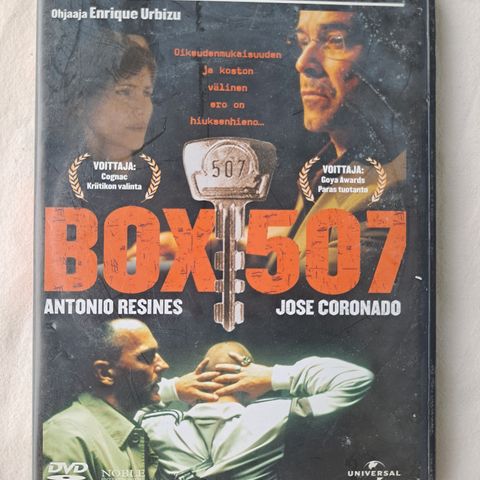 Ohjaaja Enrique Urbizu
Oikeudenmukaisuuden
ja koston
välinen
ero on
hiuksenhieno...
VOITTAJA:
Cognac
Kriitikon valinta
507
VOITTAJA:
Goya Awards
Paras tuotanto
BOX 507
ANTONIO RESINES
JOSE CORONADO
DVD
NOBLE
UNIVERSAL